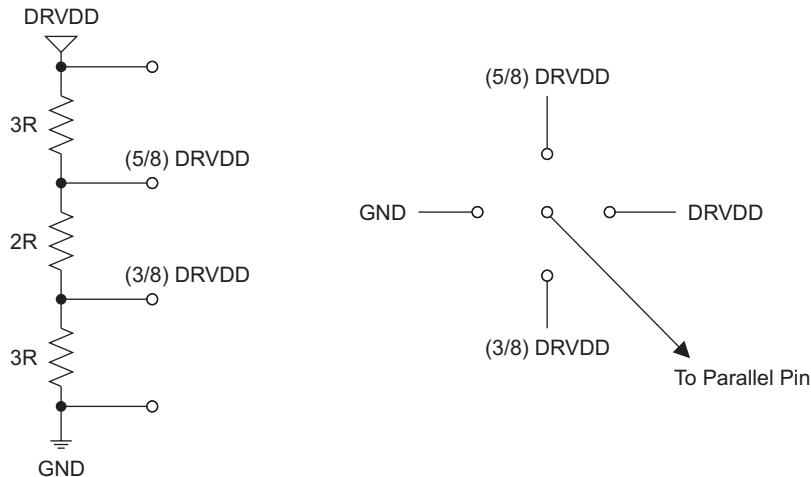 DRVDD
3R
(5/8) DRVDD
2R
(3/8) DRVDD
3R
GND
(5/8) DRVDD
GND
DRVDD
(3/8) DRVDD
To Parallel Pin